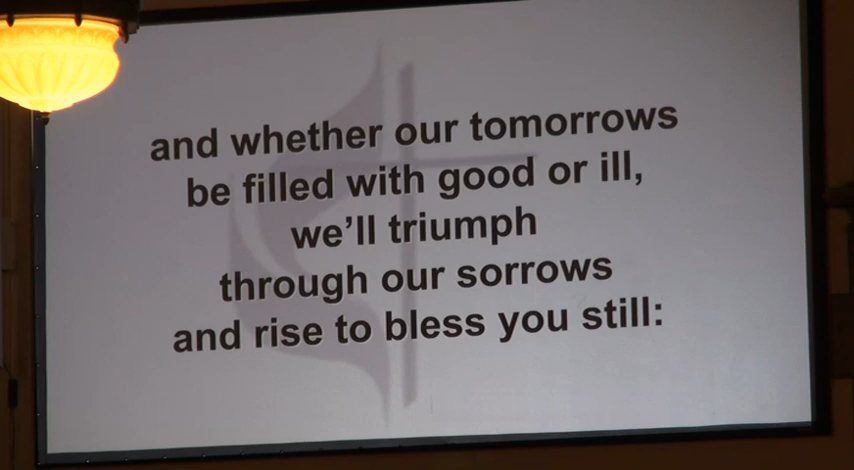 and whether our tomorrows
be filled with good or ill,
we’ll triumph
through our sorrows
and rise to bless you still: